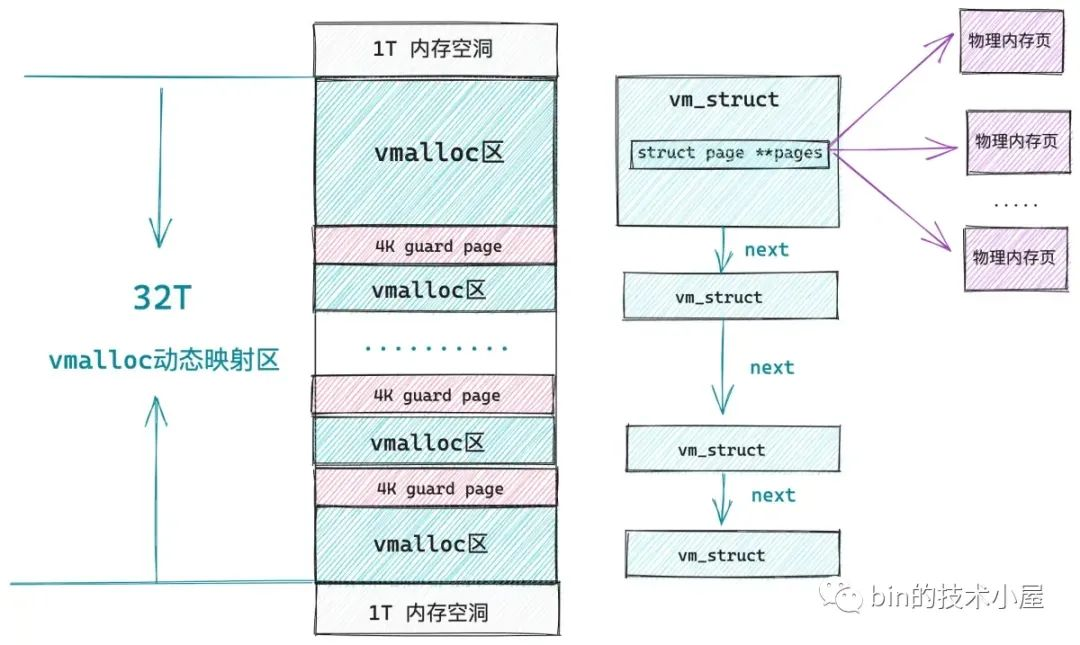 1T 内存空洞
vmalloc区
4K guard page
vmalloc区
..........
4K guard page
vmalloc区
4K guard page
vmalloc区
1T 内存空洞
32T
vmalloc动态映射区
vm_struct
struct page **pages
next
vm_struct
next
vm_struct
next
vm_struct
物理内存页
物理内存页
.....
物理内存页
bin的技术小屋